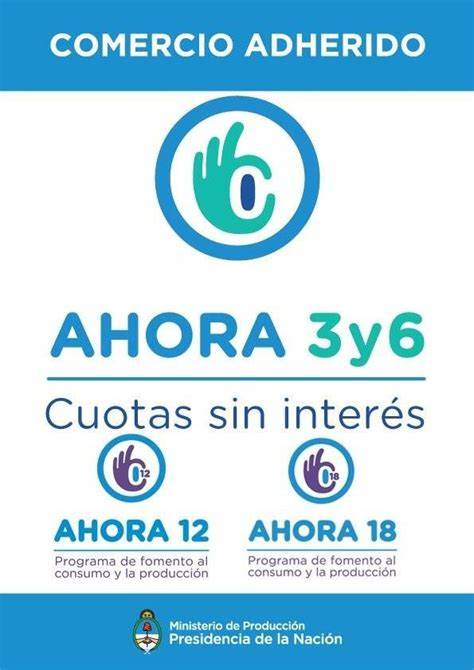 COMERCIO ADHERIDO
AHORA 3y6
Cuotas sin interés
12
AHORA 12
Programa de fomento al
consumo y la producción
18
AHORA 18
Programa de fomento al
consumo y la producción
Ministerio de Producción
Presidencia de la Nación